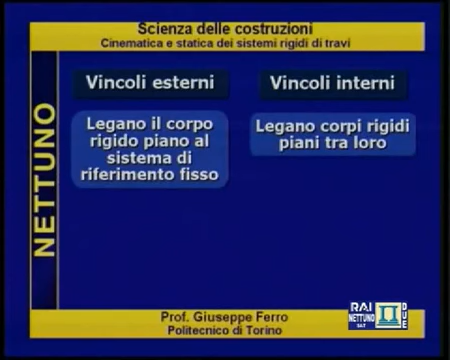 Scienza delle costruzioni
Cinematica e statica dei sistemi rigidi di travi
NETTUNO
Vincoli esterni
Legano il corpo
rigido piano al
sistema di
riferimento fisso
Vincoli interni
Legano corpi rigidi
piani tra loro
Prof. Giuseppe Ferro
Politecnico di Torino
RAI
NETTUNO
SAT
DUE